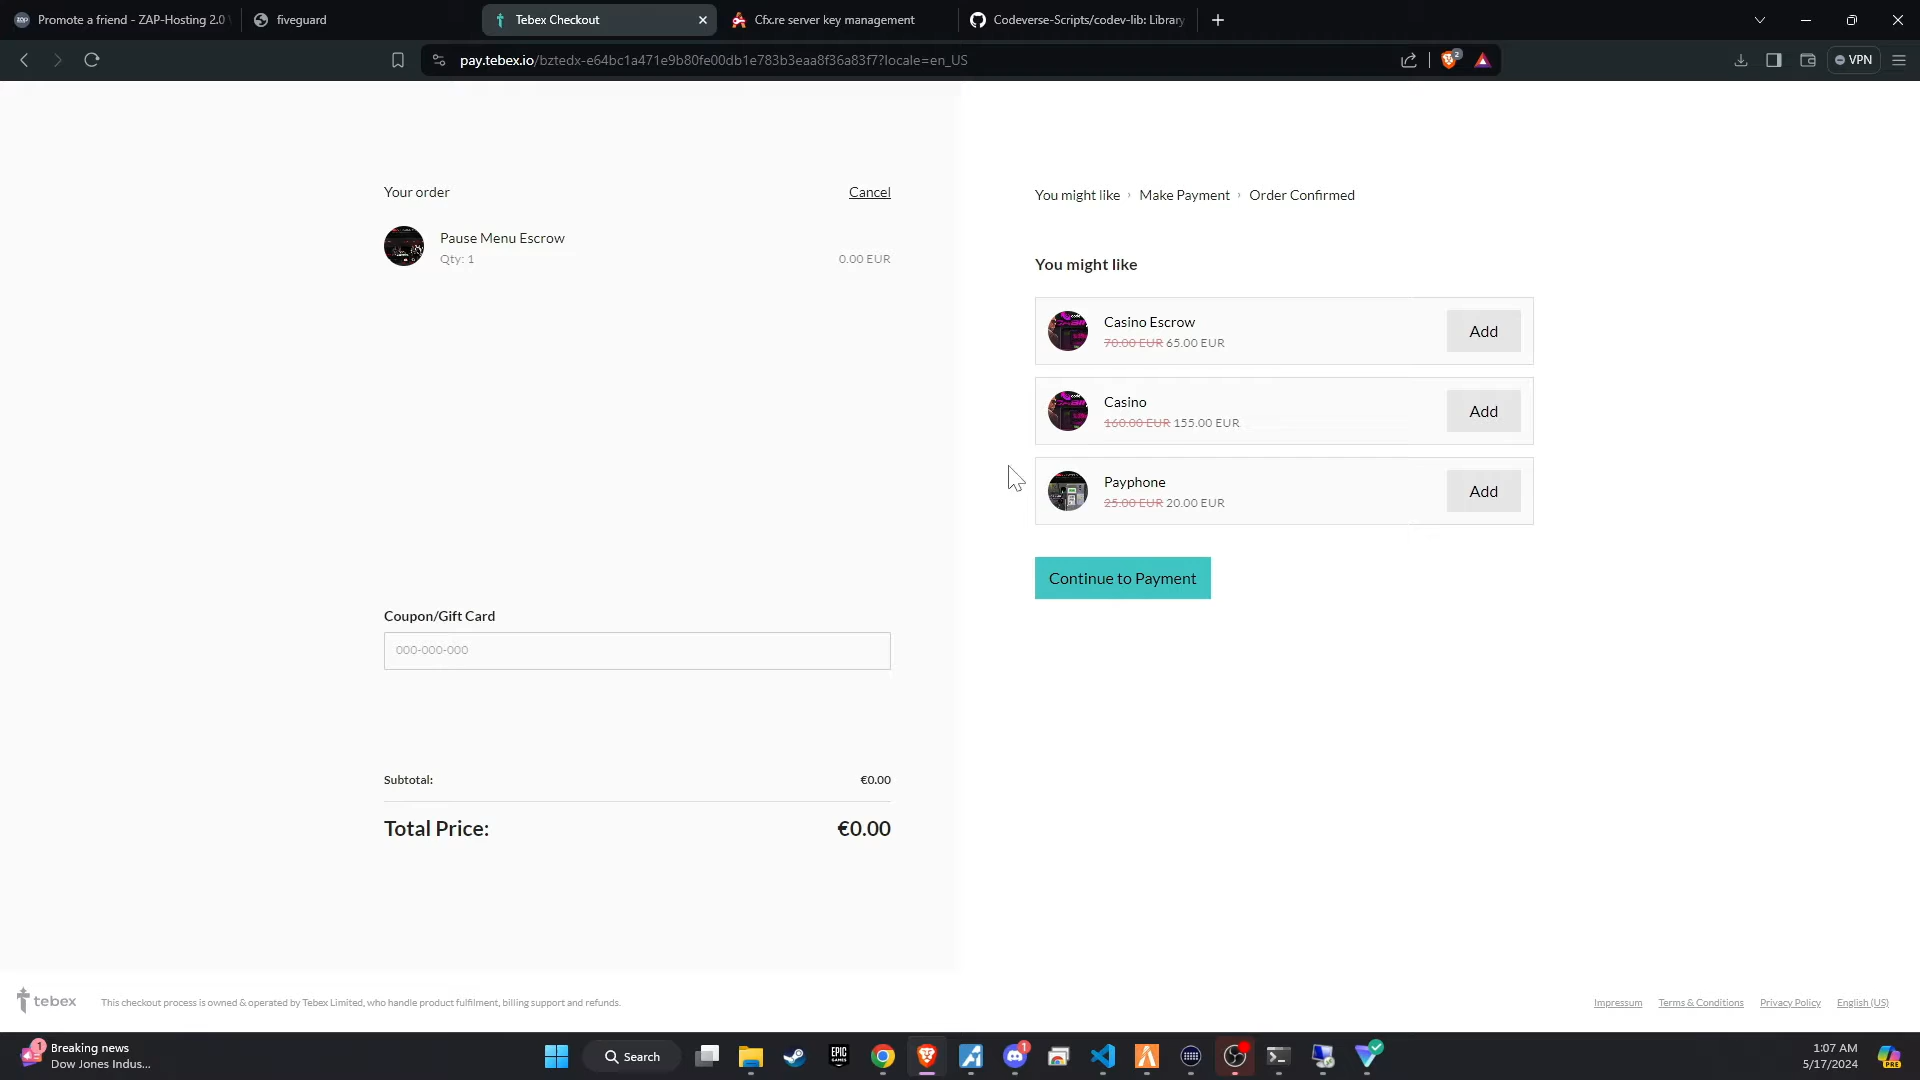 Promote a friend - ZAP-Hosting 2.0
fiveguard
Tebex Checkout
Cfx.re server key management
Codeverse-Scripts/codev-lib: Library
pay.tebex.io/bztedx-e64bc1a471e9b80fe00db1e783b3eaa8f36a83f7?locale=en_US
2
VPN
Your order
Cancel
Pause Menu Escrow
Qty: 1
0.00 EUR
Coupon/Gift Card
000-000-000
Subtotal:
€0.00
Total Price:
€0.00
You might like › Make Payment › Order Confirmed
You might like
Casino Escrow
70.00 EUR 65.00 EUR
Add
Casino
160.00 EUR 155.00 EUR
Add
Payphone
25.00 EUR 20.00 EUR
Add
Continue to Payment
tebex
This checkout process is owned & operated by Tebex Limited, who handle product fulfilment, billing support and refunds.
Impressum
Terms & Conditions
Privacy Policy
English (US)
1
Breaking news
Dow Jones Indus...
Search
EPIC
GAMES
1
1:07 AM
5/17/2024
PRE